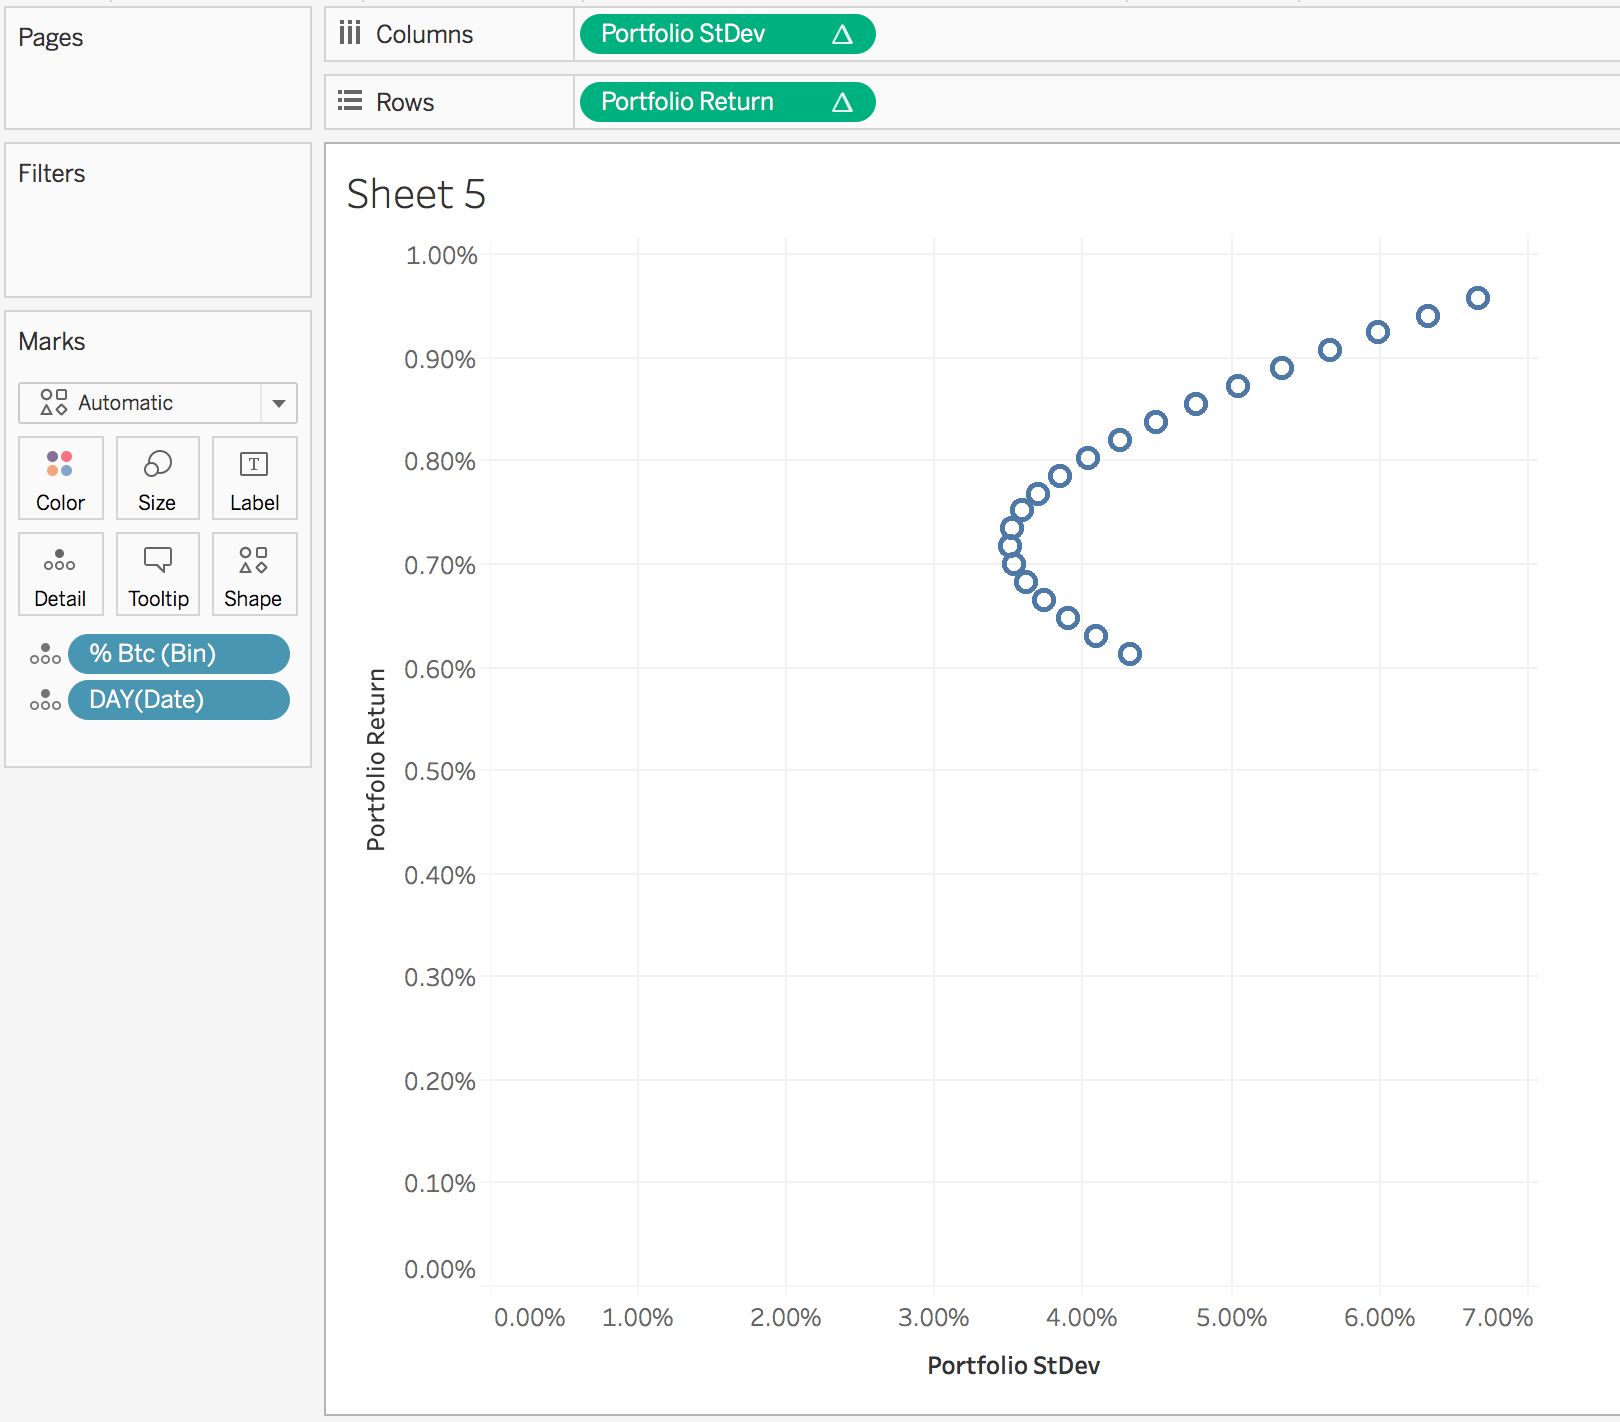 Pages
Columns
Portfolio StDev
Rows
Portfolio Return
Filters
Marks
Automatic
Color
Size
T
Label
Detail
Tooltip
Shape
% Btc (Bin)
DAY(Date)
Sheet 5
1.00%
0.90%
0.80%
0.70%
0.60%
0.50%
0.40%
0.30%
0.20%
0.10%
0.00%
Portfolio Return
0.00% 1.00% 2.00% 3.00% 4.00% 5.00% 6.00% 7.00%
Portfolio StDev